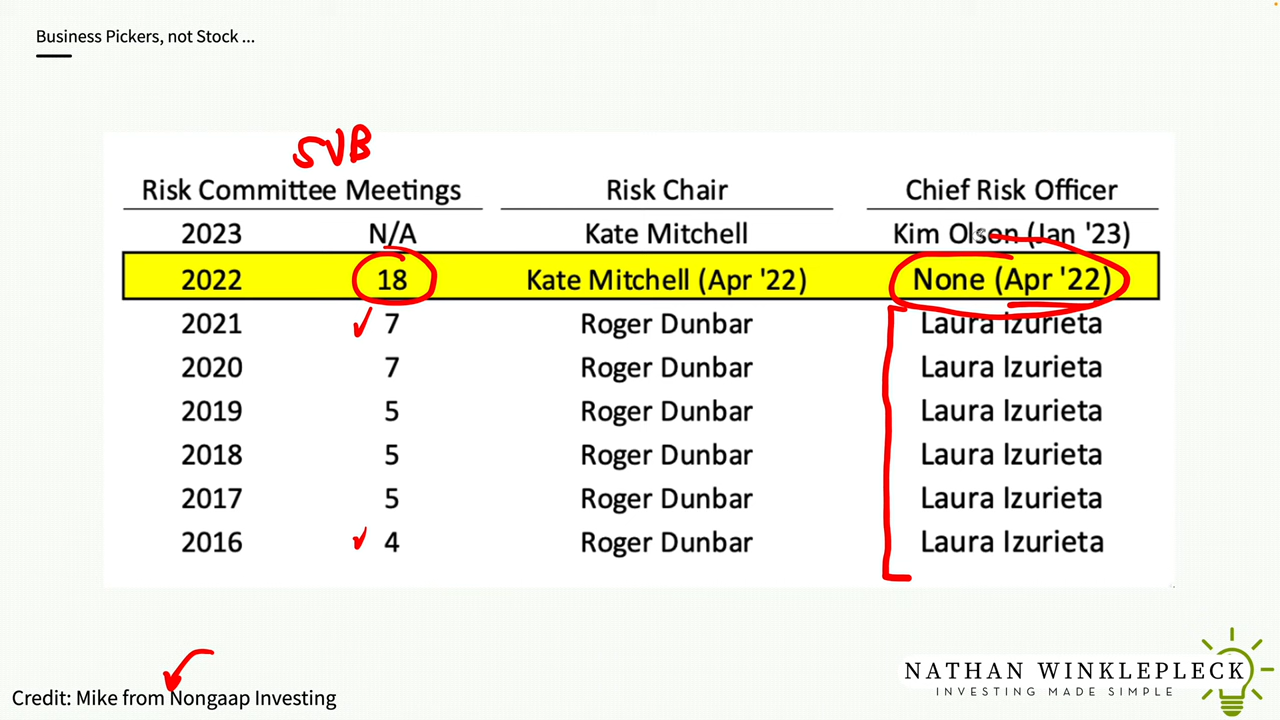 Business Pickers, not Stock ...
SVB
Risk Committee Meetings Risk Chair Chief Risk Officer
2023 N/A Kate Mitchell Kim Olson (Jan '23)
2022 18 Kate Mitchell (Apr '22) None (Apr '22)
2021 7 Roger Dunbar Laura Izurieta
2020 7 Roger Dunbar Laura Izurieta
2019 5 Roger Dunbar Laura Izurieta
2018 5 Roger Dunbar Laura Izurieta
2017 5 Roger Dunbar Laura Izurieta
2016 4 Roger Dunbar Laura Izurieta
NATHAN WINKLEPLECK
INVESTING MADE SIMPLE
Credit: Mike from Nongaap Investing